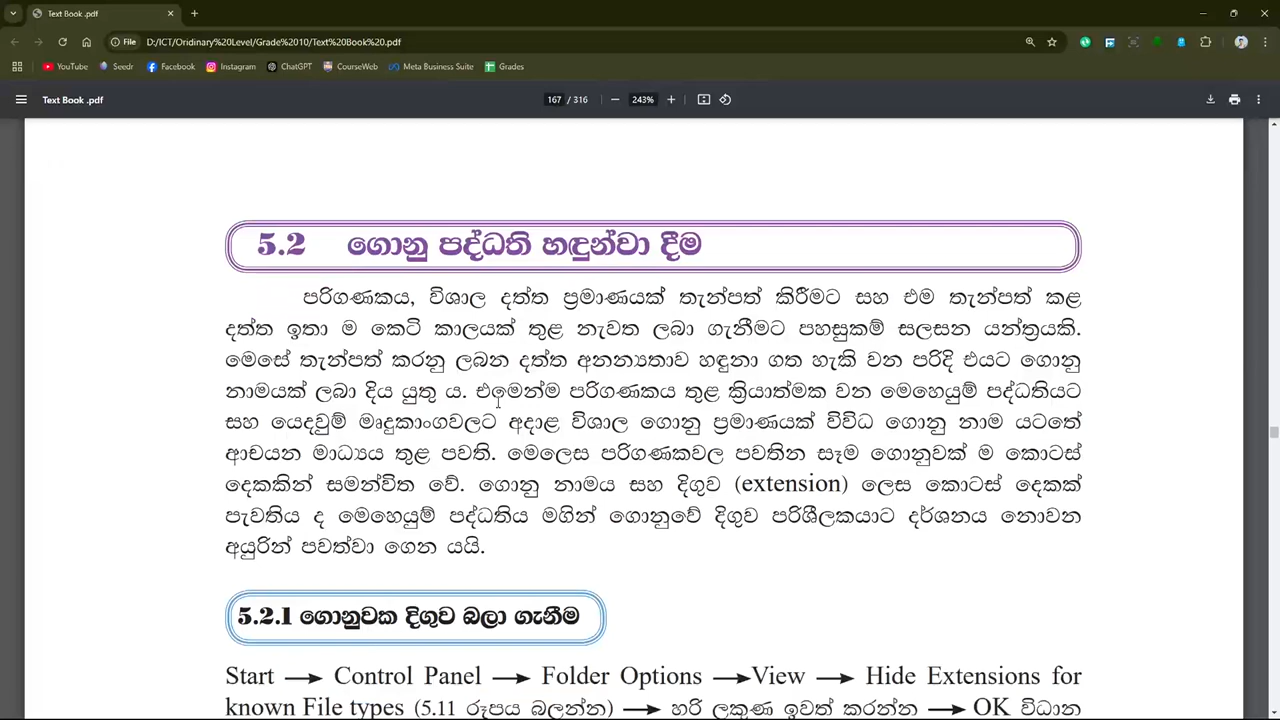 Text Book .pdf
File D:/ICT/Oridinary%20Level/Grade%2010/Text%20Book%20.pdf
YouTube Seedr Facebook Instagram ChatGPT CourseWeb Meta Business Suite Grades
Text Book .pdf 167 / 316 243%
5.2 ගොනු පද්ධති හඳුන්වා දීම
පරිගණකය, විශාල දත්ත ප්‍රමාණයක් තැන්පත් කිරීමට සහ එම තැන්පත් කළ
දත්ත ඉතා ම කෙටි කාලයක් තුළ නැවත ලබා ගැනීමට පහසුකම් සලසන යන්ත්‍රයකි.
මෙසේ තැන්පත් කරනු ලබන දත්ත අනන්‍යතාව හඳුනා ගත හැකි වන පරිදි එයට ගොනු
නාමයක් ලබා දිය යුතු ය. එමෙන්ම පරිගණකය තුළ ක්‍රියාත්මක වන මෙහෙයුම් පද්ධතියට
සහ යෙදවුම් මෘදුකාංගවලට අදාළ විශාල ගොනු ප්‍රමාණයක් විවිධ ගොනු නාම යටතේ
ආචයන මාධ්‍යය තුළ පවතී. මෙලෙස පරිගණකවල පවතින සෑම ගොනුවක් ම කොටස්
දෙකකින් සමන්විත වේ. ගොනු නාමය සහ දිගුව (extension) ලෙස කොටස් දෙකක්
පැවතිය ද මෙහෙයුම් පද්ධතිය මගින් ගොනුවේ දිගුව පරිශීලකයාට දර්ශනය නොවන
අයුරින් පවත්වා ගෙන යයි.
5.2.1 ගොනුවක දිගුව බලා ගැනීම
Start → Control Panel → Folder Options → View → Hide Extensions for
known File types (5.11 රූපය බලන්න) → හරි ලකුණ ඉවත් කරන්න → OK විධාන